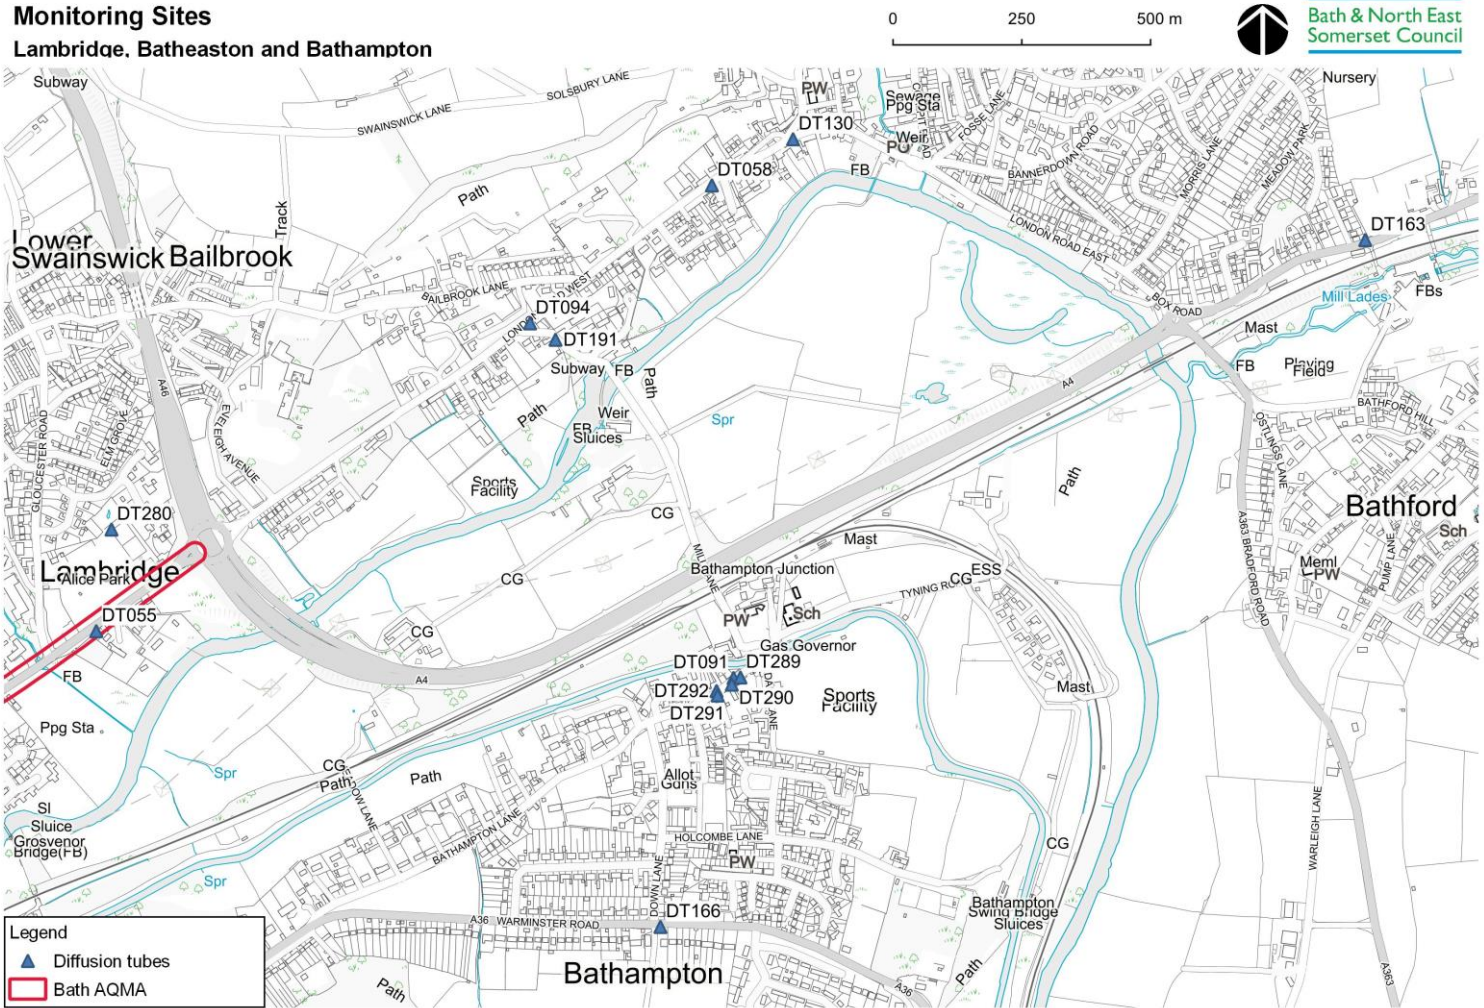 Monitoring Sites
Lambridge, Batheaston and Bathampton
0 250 500 m
Bath & North East
Somerset Council
Subway
SWAINSWICK LANE
SOLSBURY LANE
PW
Sewage
Ppg Sta
Nursery
DT130
Weir
PO
FOSSE LANE
BANNERDOWN ROAD
MORRIS LANE
MEADOW PARK
DT058
FB
Path
Track
LONDON ROAD EAST
DT163
Lower
Swainswick
Bailbrook
BAILBROOK LANE
DT094
DT191
Subway
FB
Path
BOX ROAD
Mill Lades
FBs
Mast
FB
Playing
Field
A46
A4
GLOUCESTER ROAD
ELM GROVE
EVELEIGH AVENUE
Path
Weir
FB
Sluices
Spr
BATHFORD HILL
OSTLINGS LANE
Sports
Facility
Path
CG
Bathford
Sch
DT280
Mast
A363 BRADFORD ROAD
Lambridge
Alice Park
CG
Bathampton Junction
ESS
CG
Meml
PW
PUMP LANE
DT055
PW
Sch
CG
Gas Governor
FB
A4
DT091
DT289
DT292
DT290
DT291
Sports
Facility
Mast
Ppg Sta
Spr
CG
Path
Path
Allot
Gdns
SI
Sluice
Grosvenor
Bridge(FB)
BATHAMPTON LANE
HOLCOMBE LANE
PW
CG
WARLEIGH LANE
Spr
DOWN LANE
DT166
A36 WARMINSTER ROAD
Bathampton
Swing Bridge
Sluices
Bathampton
Path
A36
Path
A363
Legend
Diffusion tubes
Bath AQMA